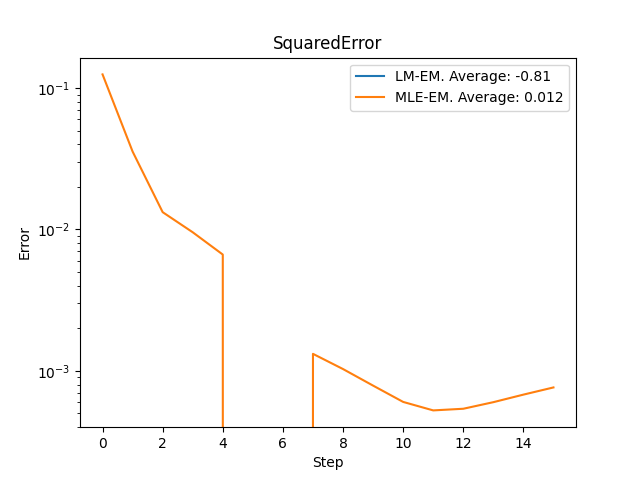 SquaredError
LM-EM. Average: -0.81
MLE-EM. Average: 0.012
Error
10⁻¹
10⁻²
10⁻³
0 2 4 6 8 10 12 14
Step